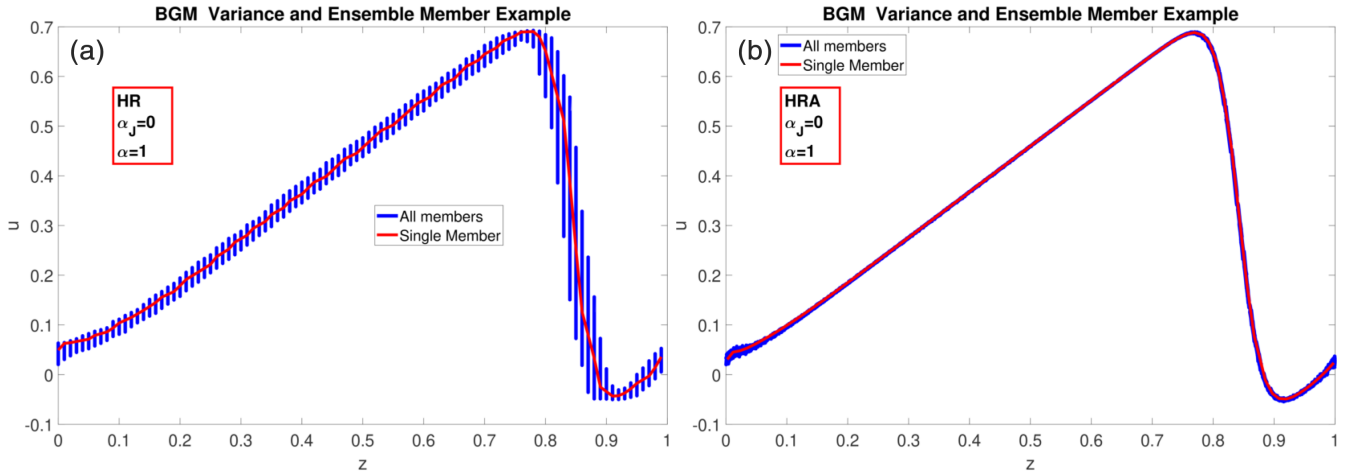 BGM Variance and Ensemble Member Example
(a)
0.7
0.6
0.5
0.4
0.3
0.2
0.1
0
-0.1
u
HR
α_J=0
α=1
All members
Single Member
0 0.1 0.2 0.3 0.4 0.5 0.6 0.7 0.8 0.9 1
z
BGM Variance and Ensemble Member Example
(b)
0.7
0.6
0.5
0.4
0.3
0.2
0.1
0
-0.1
u
All members
Single Member
HRA
α_J=0
α=1
0 0.1 0.2 0.3 0.4 0.5 0.6 0.7 0.8 0.9 1
z